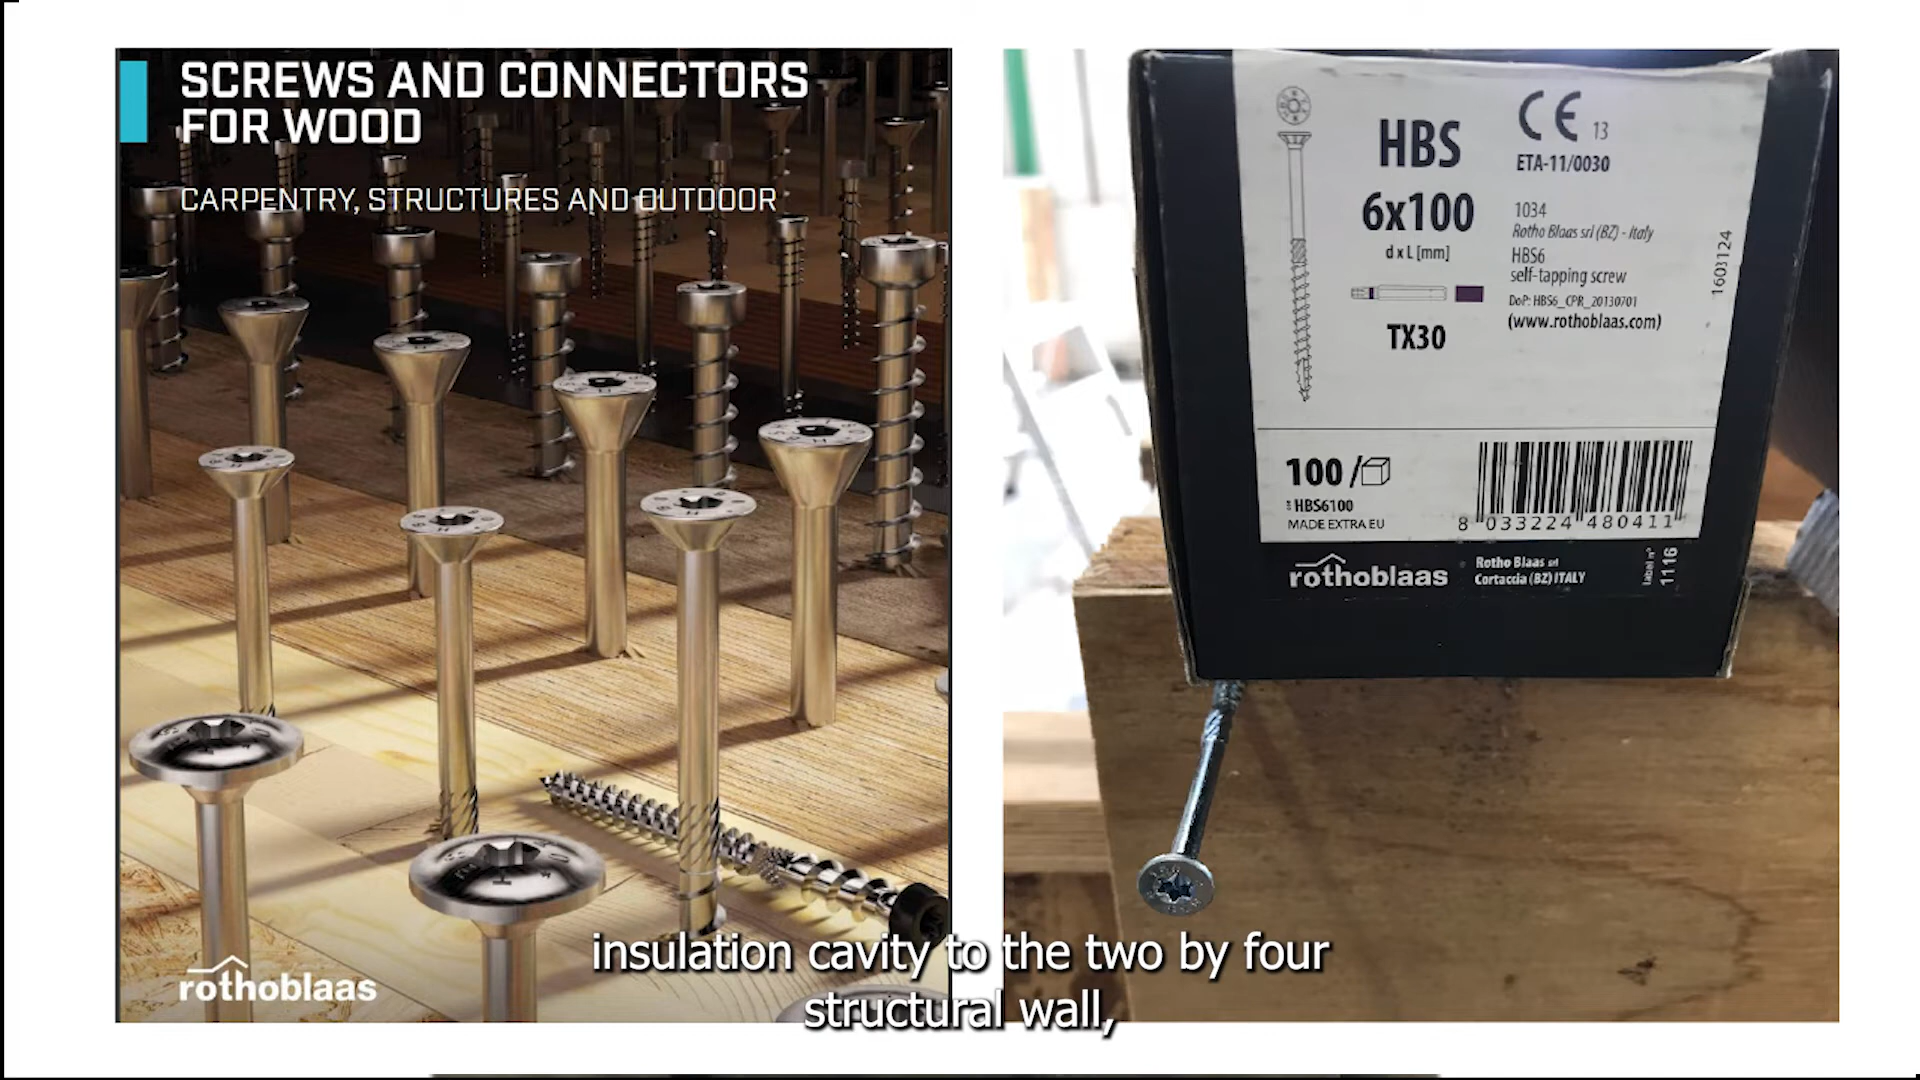 SCREWS AND CONNECTORS
FOR WOOD
CARPENTRY, STRUCTURES AND OUTDOOR
rothoblaas
HBS
6x100
d x L [mm]
TX30
CE 13
ETA-11/0030
1034
Rotho Blaas srl (BZ) - Italy
HBS6
self-tapping screw
DoP: HBS6_CPR_20130701
(www.rothoblaas.com)
1603124
100 /
HBS6100
MADE EXTRA EU
8 033224 480411
rothoblaas
Rotho Blaas srl
Cortaccia (BZ) ITALY
label n°
1116
insulation cavity to the two by four
structural wall,